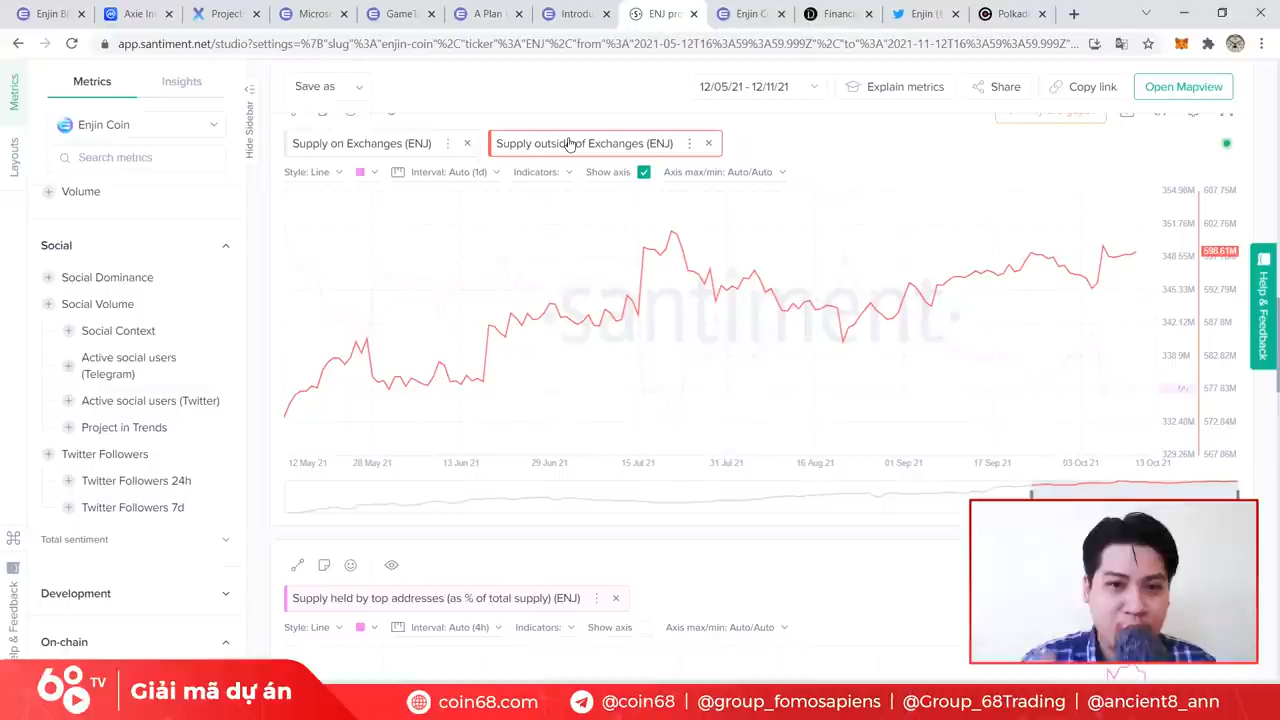 Enjin Bl
Axie In
Project
Micros
GameT
A Plan
Introdu
ENJ pro
Enjin C
Financi
Enjin (
Polkad
app.santiment.net/studio?settings=%7B"slug"%3A"enjin-coin"%2C"ticker"%3A"ENJ"%2C"from"%3A"2021-05-12T16%3A59%3A59.999Z"%2C"to"%3A"2021-11-12T16%3A59%3A59.999Z"%2C...
Metrics
Layouts
Help & Feedback
Metrics
Insights
Hide Sidebar
Enjin Coin
Search metrics
Volume
Social
Social Dominance
Social Volume
Social Context
Active social users
(Telegram)
Active social users (Twitter)
Project in Trends
Twitter Followers
Twitter Followers 24h
Twitter Followers 7d
Total sentiment
Development
On-chain
Save as
12/05/21 - 12/11/21
Explain metrics
Share
Copy link
Open Mapview
Supply on Exchanges (ENJ)
Supply outside of Exchanges (ENJ)
Style: Line
Interval: Auto (1d)
Indicators:
Show axis
Axis max/min: Auto/Auto
santiment
354.98M 607.75M
351.76M 602.76M
348.55M 598.61M
345.33M 592.79M
342.12M 587.8M
338.9M 582.82M
577.83M
332.48M 572.84M
329.26M 567.86M
12 May 21
28 May 21
13 Jun 21
29 Jun 21
15 Jul 21
31 Jul 21
16 Aug 21
01 Sep 21
17 Sep 21
03 Oct 21
13 Oct 21
Help & Feedback
Supply held by top addresses (as % of total supply) (ENJ)
Style: Line
Interval: Auto (4h)
Indicators:
Show axis
Axis max/min: Auto/Auto
68 TV
Giải mã dự án
coin68.com
@coin68 | @group_fomosapiens | @Group_68Trading | @ancient8_ann